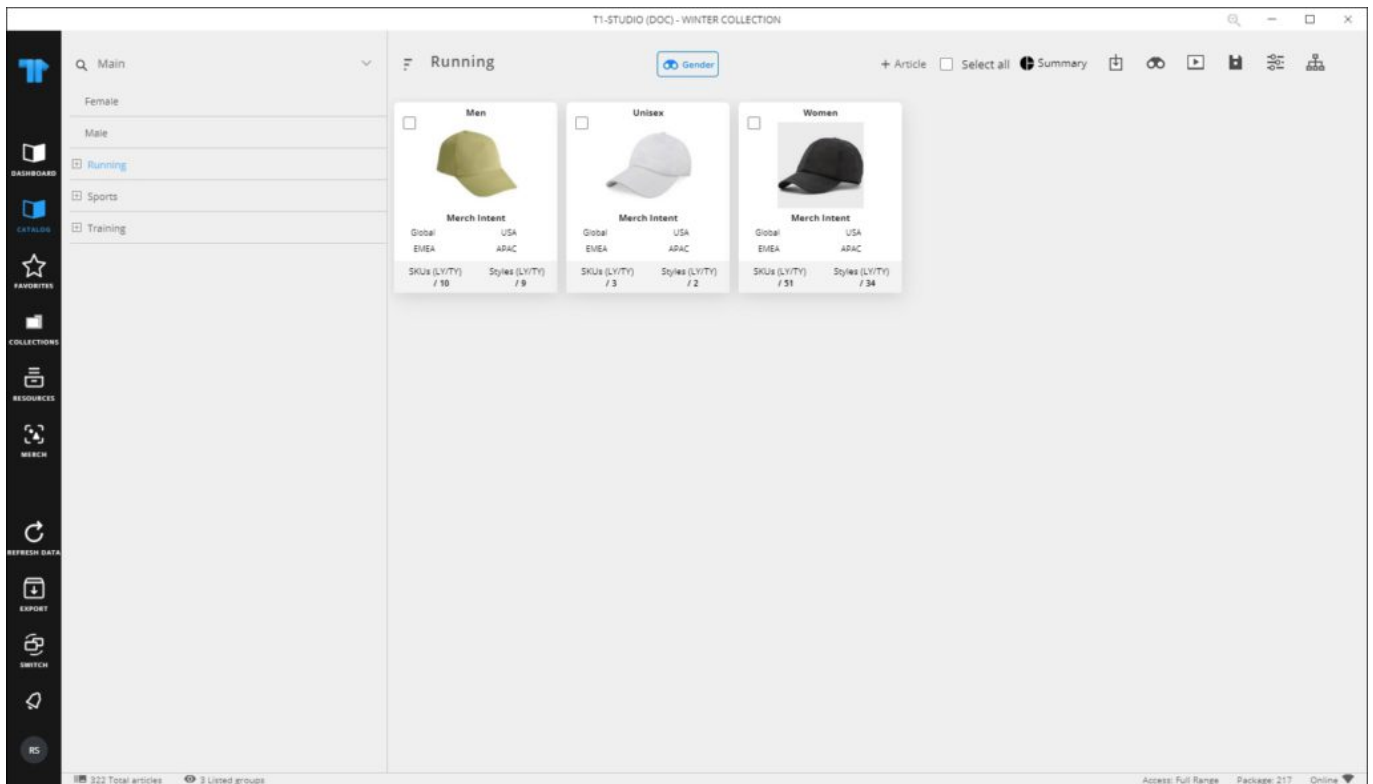 T1-STUDIO (DOC) - WINTER COLLECTION
Main
Female
Male
Running
Sports
Training
DASHBOARD
CATALOG
FAVORITES
COLLECTIONS
RESOURCES
MERCH
REFRESH DATA
EXPORT
SWITCH
RS
Running
Gender
+ Article
Select all
Summary
Men
Merch Intent
Global USA
EMEA APAC
SKUs (LY/TY) Styles (LY/TY)
/ 10 / 9
Unisex
Merch Intent
Global USA
EMEA APAC
SKUs (LY/TY) Styles (LY/TY)
/ 3 / 2
Women
Merch Intent
Global USA
EMEA APAC
SKUs (LY/TY) Styles (LY/TY)
/ 51 / 34
322 Total articles
3 Listed groups
Access: Full Range
Package: 217
Online